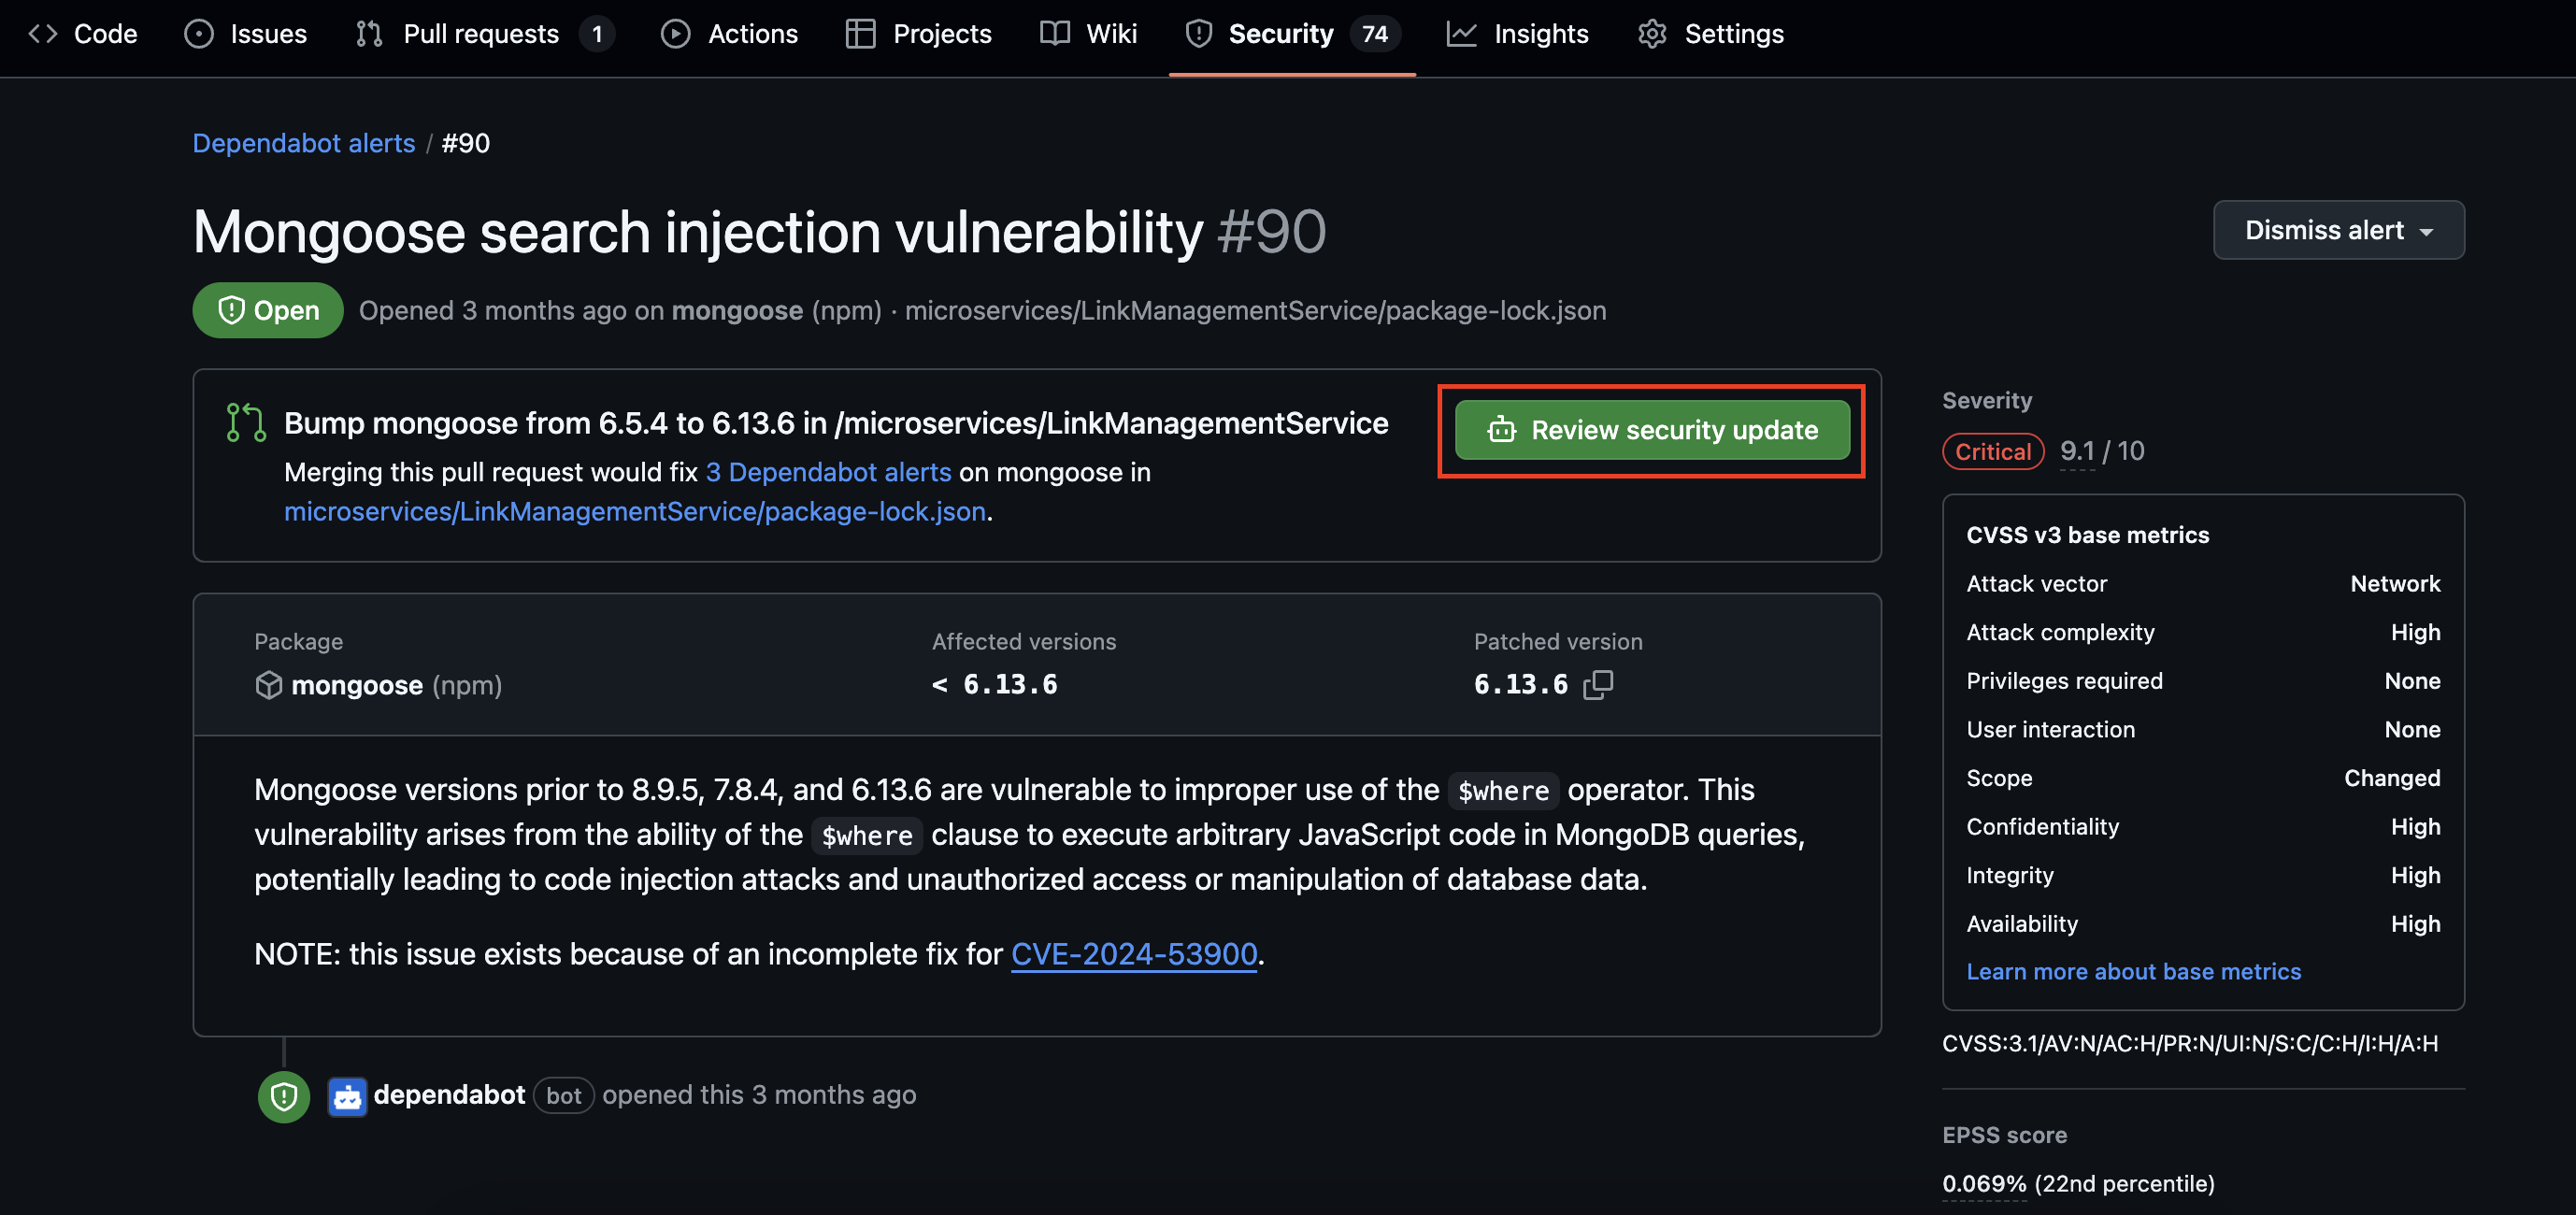 Code Issues Pull requests 1 Actions Projects Wiki Security 74 Insights Settings
Dependabot alerts / #90
Mongoose search injection vulnerability #90
Dismiss alert
Open Opened 3 months ago on mongoose (npm) · microservices/LinkManagementService/package-lock.json
Bump mongoose from 6.5.4 to 6.13.6 in /microservices/LinkManagementService
Review security update
Merging this pull request would fix 3 Dependabot alerts on mongoose in
microservices/LinkManagementService/package-lock.json.
Package Affected versions Patched version
mongoose (npm) < 6.13.6 6.13.6
Mongoose versions prior to 8.9.5, 7.8.4, and 6.13.6 are vulnerable to improper use of the $where operator. This
vulnerability arises from the ability of the $where clause to execute arbitrary JavaScript code in MongoDB queries,
potentially leading to code injection attacks and unauthorized access or manipulation of database data.
NOTE: this issue exists because of an incomplete fix for CVE-2024-53900.
dependabot bot opened this 3 months ago
Severity
Critical 9.1 / 10
CVSS v3 base metrics
Attack vector Network
Attack complexity High
Privileges required None
User interaction None
Scope Changed
Confidentiality High
Integrity High
Availability High
Learn more about base metrics
CVSS:3.1/AV:N/AC:H/PR:N/UI:N/S:C/C:H/I:H/A:H
EPSS score
0.069% (22nd percentile)